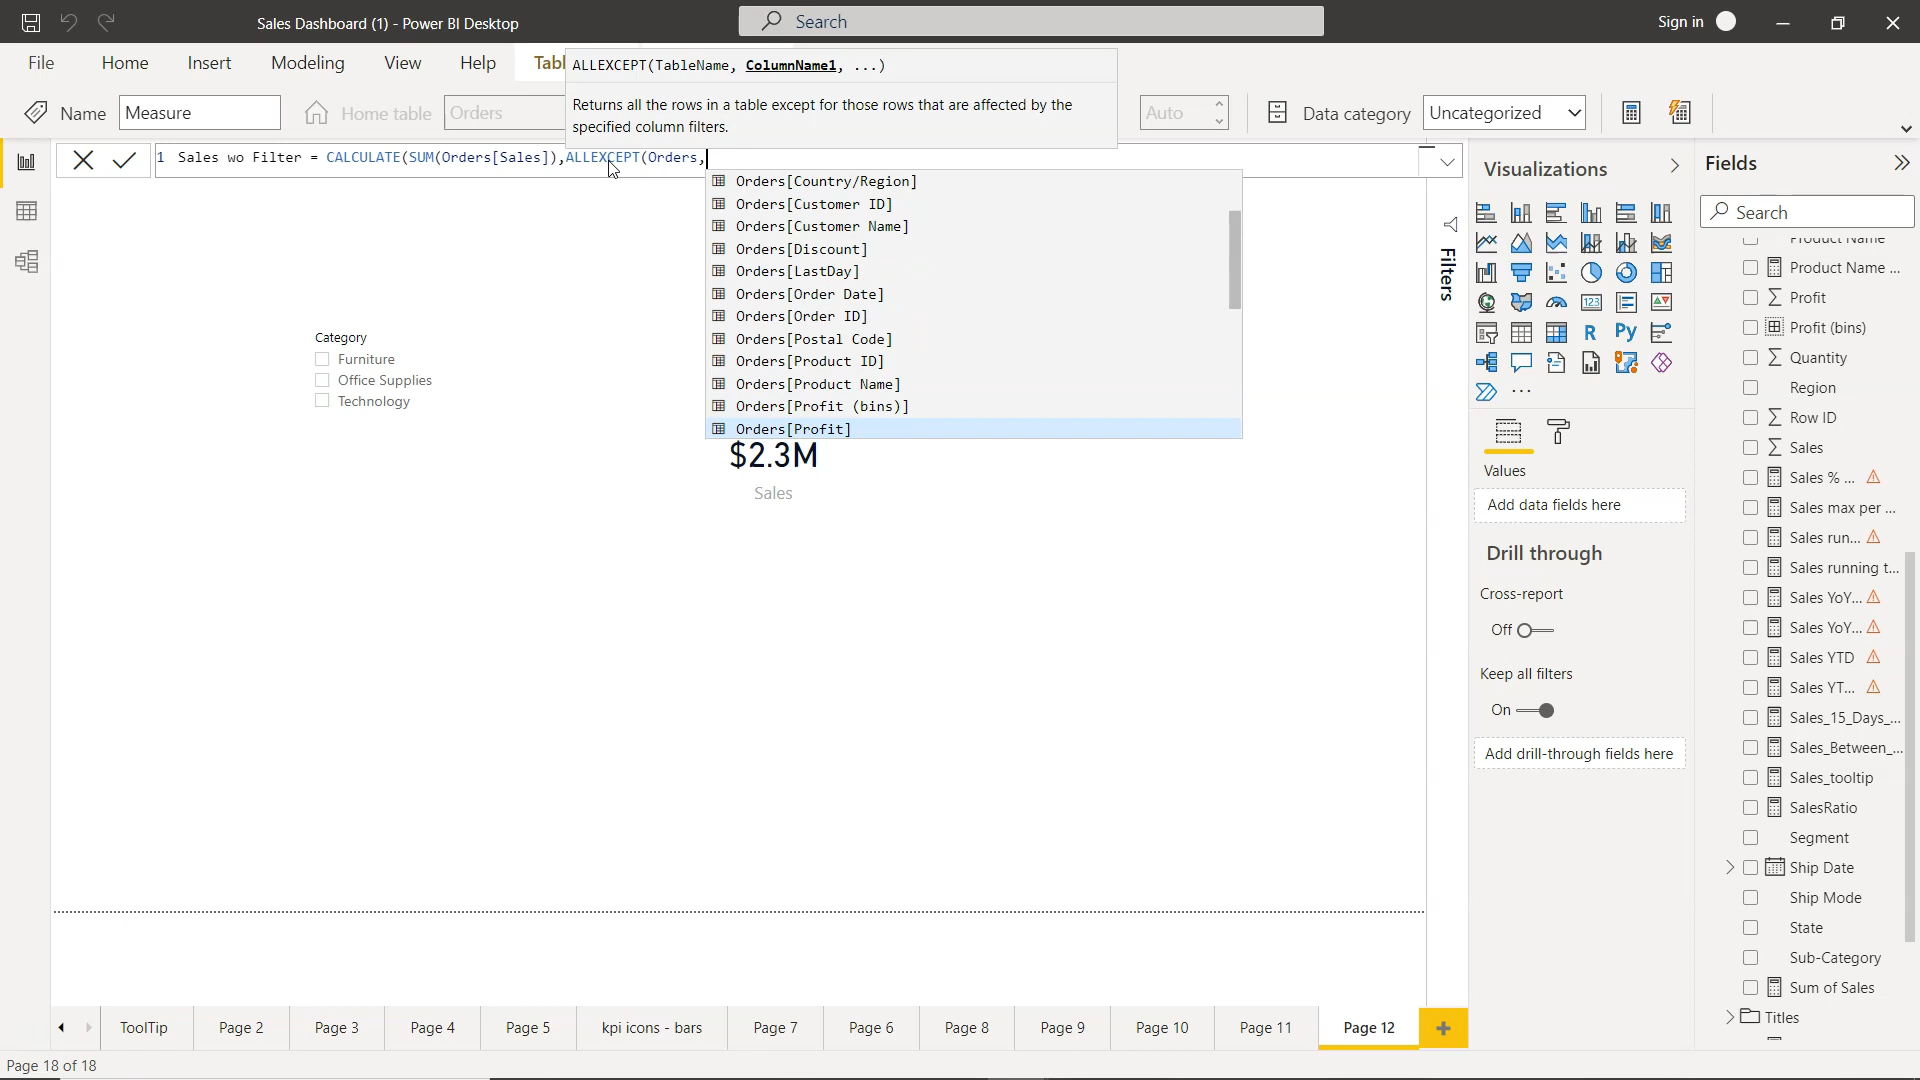 Sales Dashboard (1) - Power BI Desktop
Search
Sign in
File
Home
Insert
Modeling
View
Help
ALLEXCEPT(TableName, ColumnName1, ...)
Returns all the rows in a table except for those rows that are affected by the
specified column filters.
Name
Measure
Home table
Orders
Auto
Data category
Uncategorized
1 Sales wo Filter = CALCULATE(SUM(Orders[Sales]),ALLEXCEPT(Orders,
Orders[Country/Region]
Orders[Customer ID]
Orders[Customer Name]
Orders[Discount]
Orders[LastDay]
Orders[Order Date]
Orders[Order ID]
Orders[Postal Code]
Orders[Product ID]
Orders[Product Name]
Orders[Profit (bins)]
Orders[Profit]
Category
Furniture
Office Supplies
Technology
$2.3M
Sales
Filters
Visualizations
123
R
Py
Values
Add data fields here
Drill through
Cross-report
Off
Keep all filters
On
Add drill-through fields here
Fields
Search
Product Name
Product Name ...
Profit
Profit (bins)
Quantity
Region
Row ID
Sales
Sales % ...
Sales max per ...
Sales run...
Sales running t...
Sales YoY...
Sales YoY...
Sales YTD
Sales YT...
Sales_15_Days_...
Sales_Between_...
Sales_tooltip
SalesRatio
Segment
Ship Date
Ship Mode
State
Sub-Category
Sum of Sales
Titles
ToolTip
Page 2
Page 3
Page 4
Page 5
kpi icons - bars
Page 7
Page 6
Page 8
Page 9
Page 10
Page 11
Page 12
Page 18 of 18